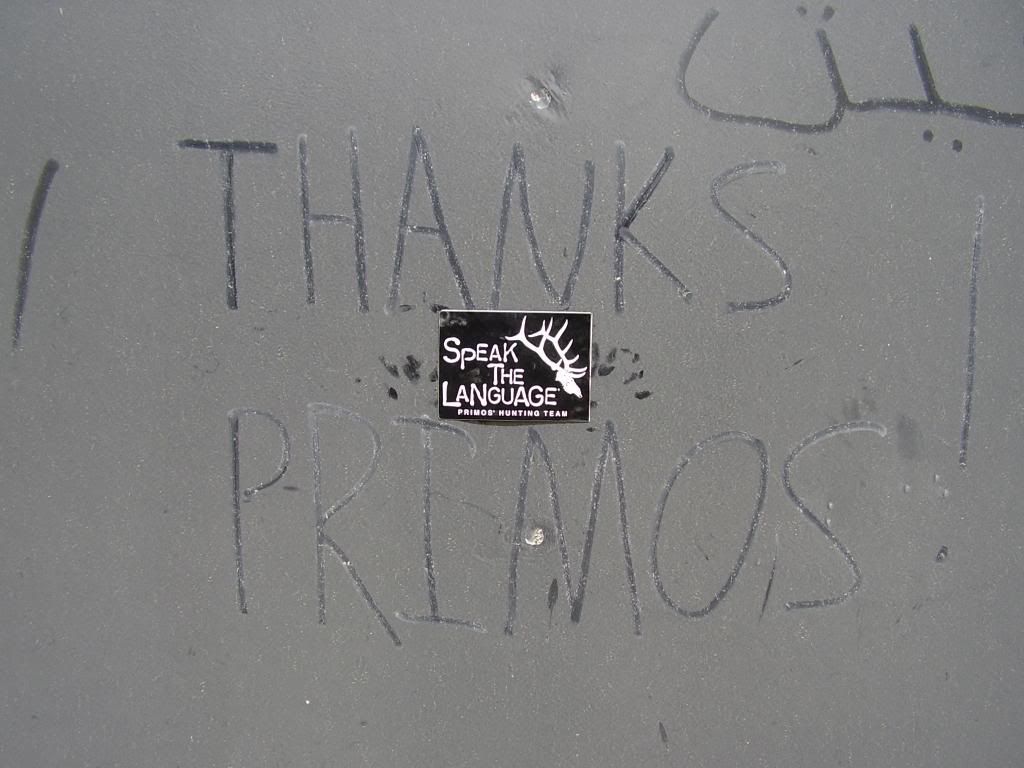 THANKS
SPEAK
THE
LANGUAGE
PRIMOS' HUNTING TEAM
PRIMOS!